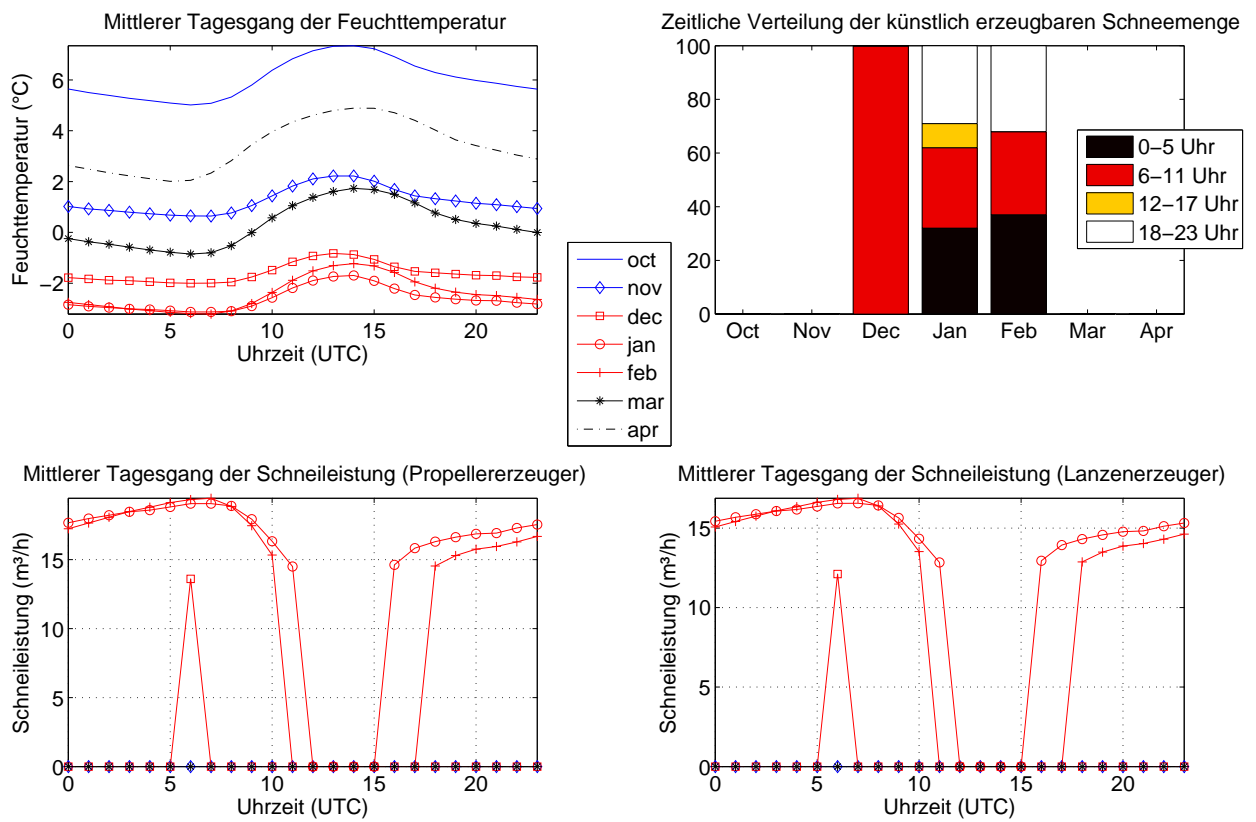 Mittlerer Tagesgang der Feuchttemperatur
Feuchttemperatur (°C)
6
4
2
0
−2
0 5 10 15 20
Uhrzeit (UTC)
Zeitliche Verteilung der künstlich erzeugbaren Schneemenge
100
80
60
40
20
0
Oct Nov Dec Jan Feb Mar Apr
0−5 Uhr
6−11 Uhr
12−17 Uhr
18−23 Uhr
oct
nov
dec
jan
feb
mar
apr
Mittlerer Tagesgang der Schneileistung (Propellererzeuger)
Schneileistung (m³/h)
15
10
5
0
0 5 10 15 20
Uhrzeit (UTC)
Mittlerer Tagesgang der Schneileistung (Lanzenerzeuger)
Schneileistung (m³/h)
15
10
5
0
0 5 10 15 20
Uhrzeit (UTC)